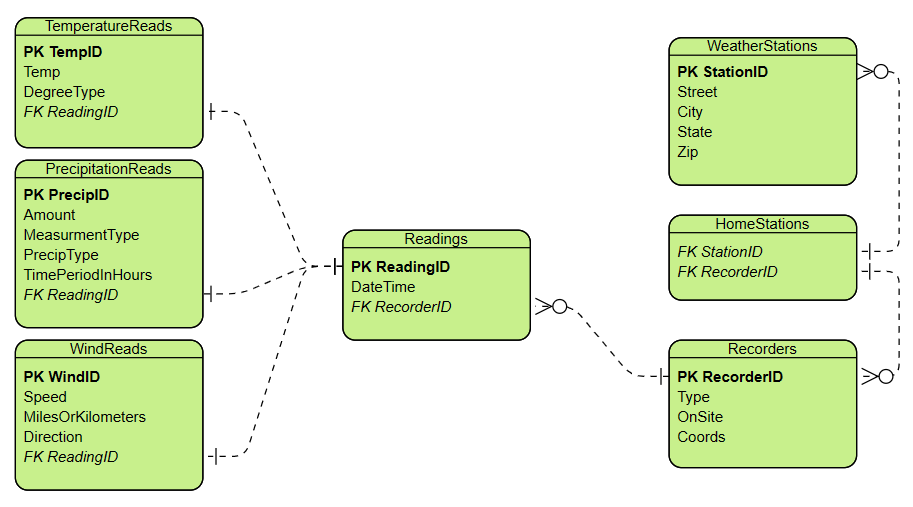 TemperatureReads
PK TempID
Temp
DegreeType
FK ReadingID
PrecipitationReads
PK PrecipID
Amount
MeasurmentType
PrecipType
TimePeriodInHours
FK ReadingID
WindReads
PK WindID
Speed
MilesOrKilometers
Direction
FK ReadingID
Readings
PK ReadingID
DateTime
FK RecorderID
WeatherStations
PK StationID
Street
City
State
Zip
HomeStations
FK StationID
FK RecorderID
Recorders
PK RecorderID
Type
OnSite
Coords